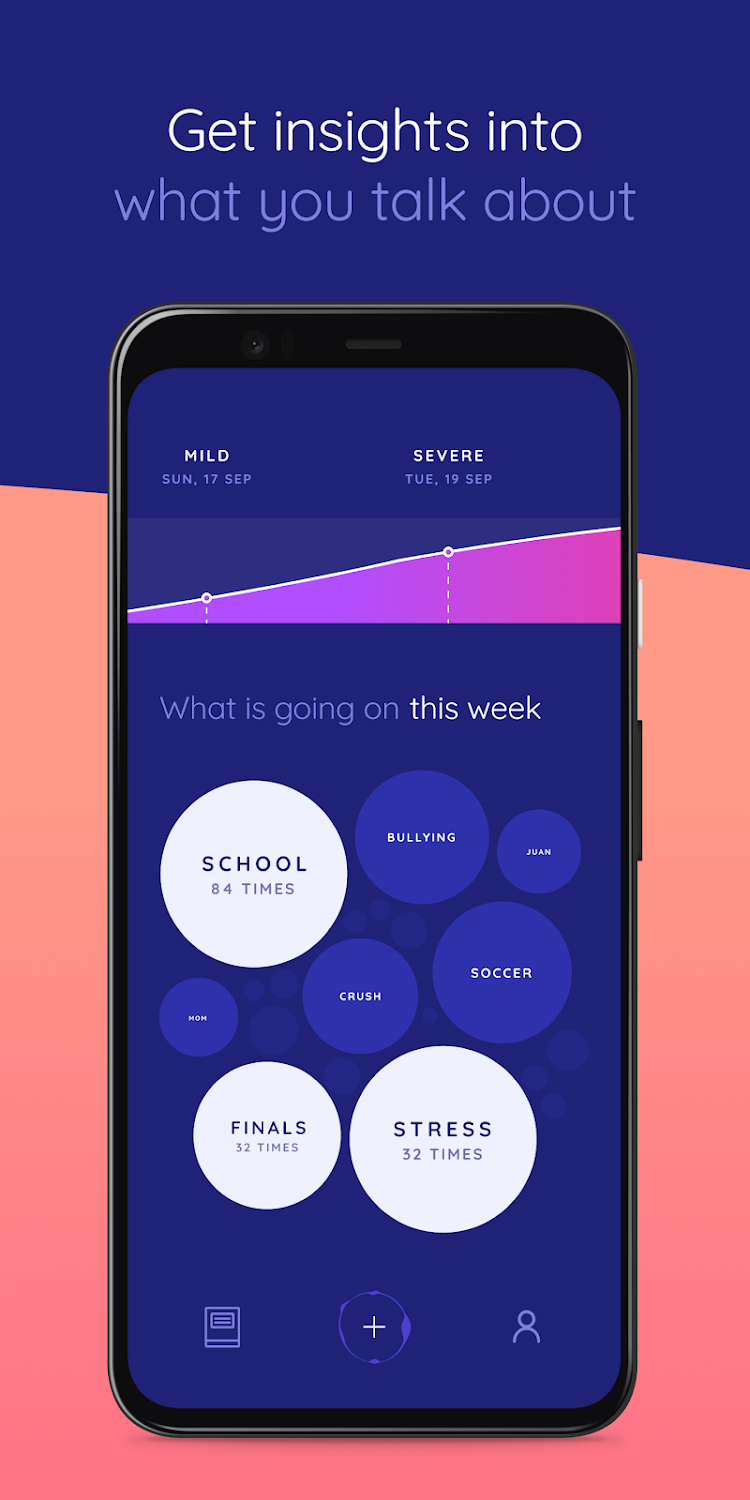 Get insights into
what you talk about
MILD
SUN, 17 SEP
SEVERE
TUE, 19 SEP
What is going on this week
SCHOOL
84 TIMES
BULLYING
JUAN
SOCCER
CRUSH
MOM
FINALS
32 TIMES
STRESS
32 TIMES